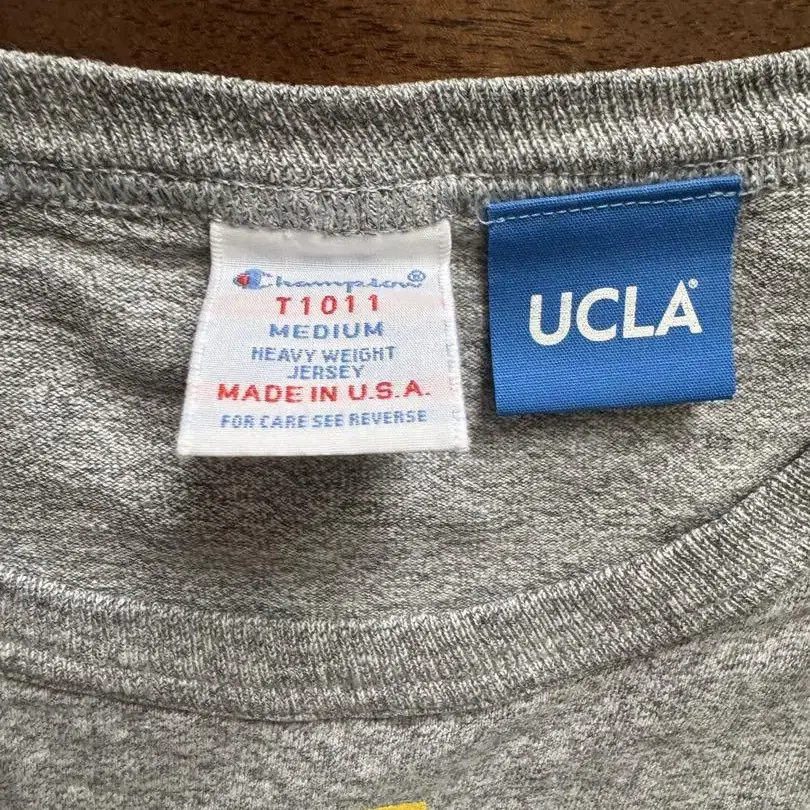 Champion®
T1011
MEDIUM
HEAVY WEIGHT
JERSEY
MADE IN U.S.A.
FOR CARE SEE REVERSE
UCLA®